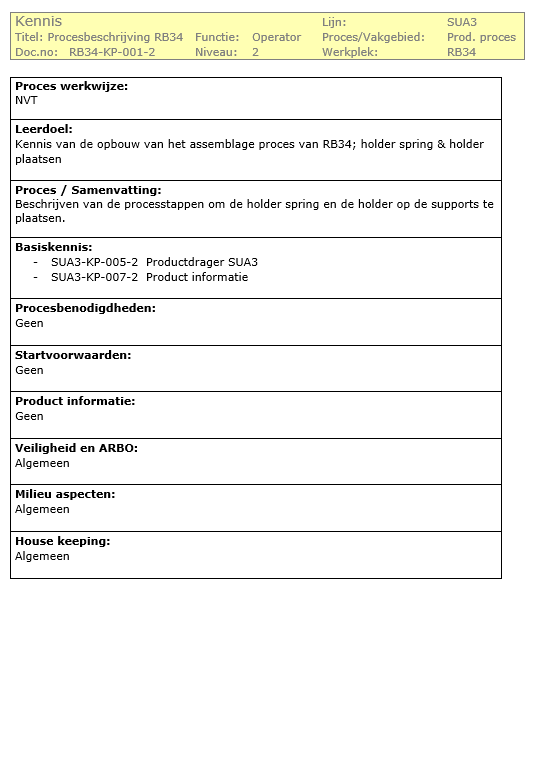 Kennis Lijn: SUA3
Titel: Procesbeschrijving RB34 Functie: Operator Proces/Vakgebied: Prod. proces
Doc.no: RB34-KP-001-2 Niveau: 2 Werkplek: RB34
Proces werkwijze:
NVT
Leerdoel:
Kennis van de opbouw van het assemblage proces van RB34; holder spring & holder
plaatsen
Proces / Samenvatting:
Beschrijven van de processtappen om de holder spring en de holder op de supports te
plaatsen.
Basiskennis:
- SUA3-KP-005-2 Productdrager SUA3
- SUA3-KP-007-2 Product informatie
Procesbenodigdheden:
Geen
Startvoorwaarden:
Geen
Product informatie:
Geen
Veiligheid en ARBO:
Algemeen
Milieu aspecten:
Algemeen
House keeping:
Algemeen